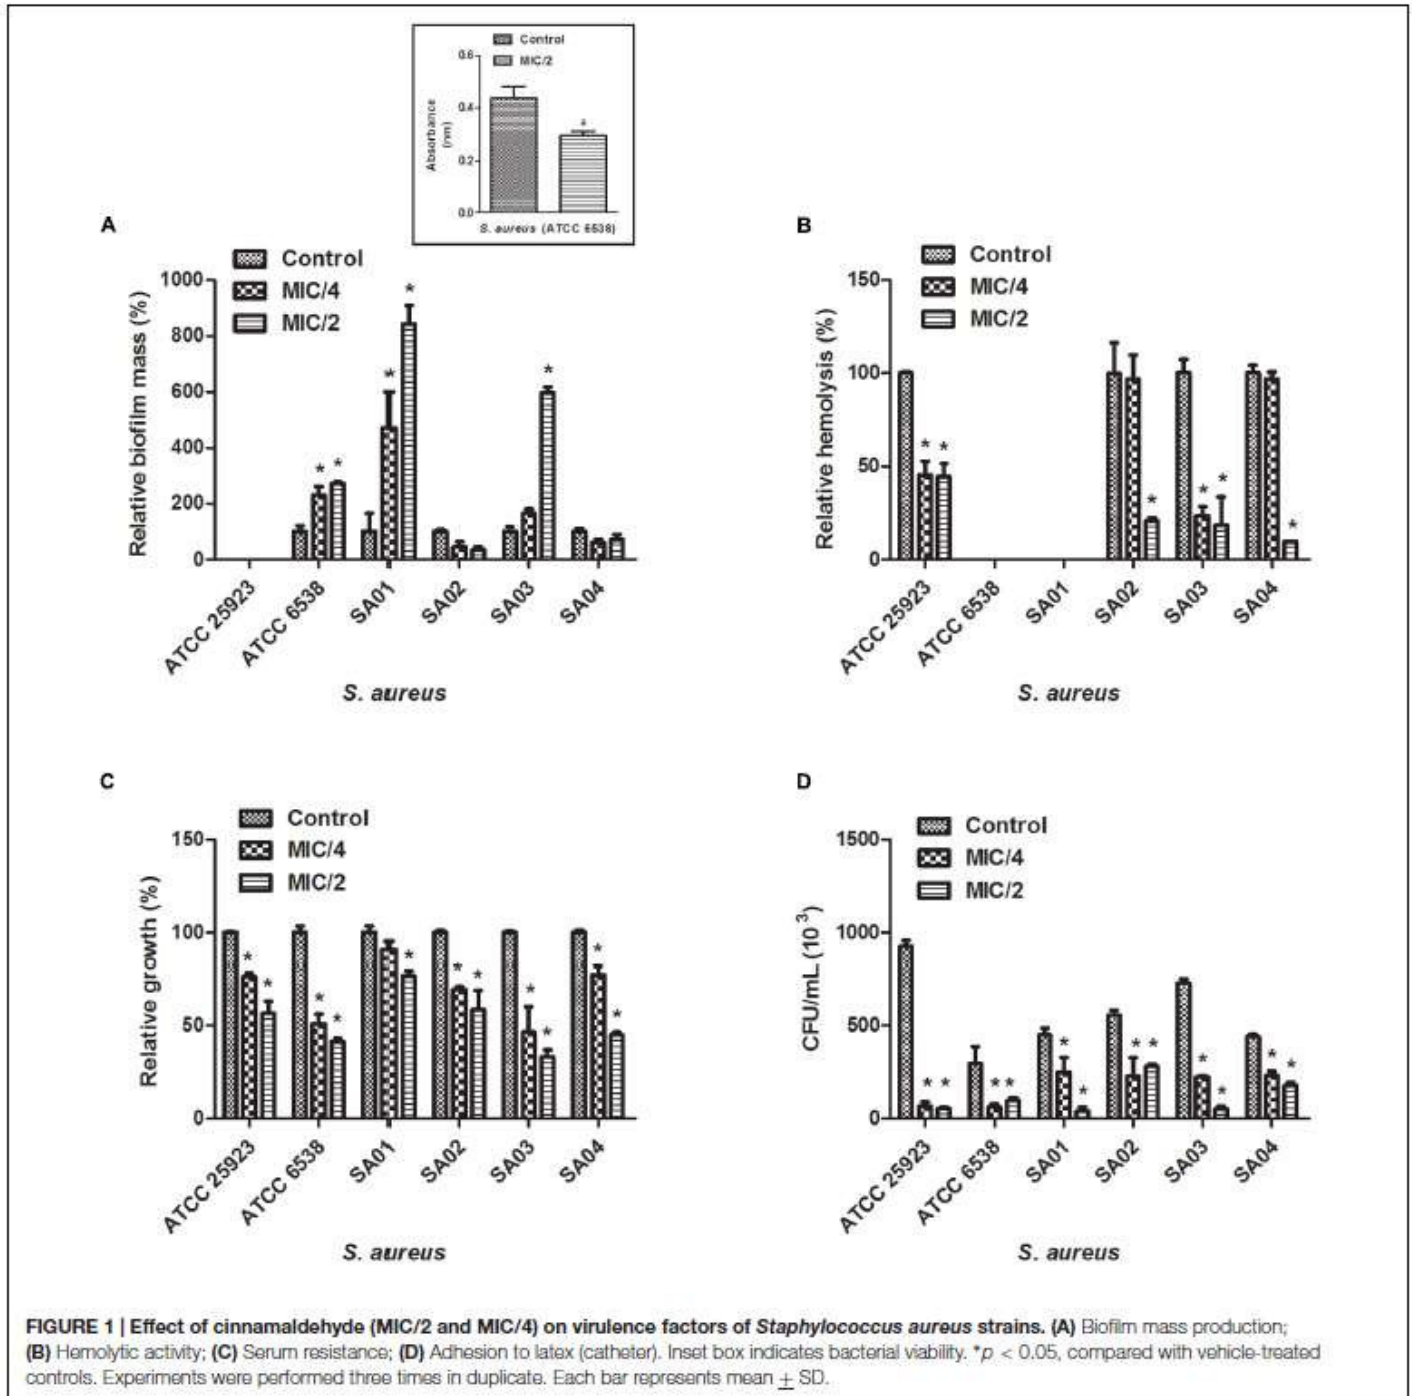 Control
MIC/2
0.6
0.4
0.2
0.0
Absorbance
(nm)
*
S. aureus (ATCC 6538)
A
Control
MIC/4
MIC/2
1000
800
600
400
200
0
Relative biofilm mass (%)
* * * * *
ATCC 25923
ATCC 6538
SA01
SA02
SA03
SA04
S. aureus
B
Control
MIC/4
MIC/2
150
100
50
0
Relative hemolysis (%)
* * * * * *
ATCC 25923
ATCC 6538
SA01
SA02
SA03
SA04
S. aureus
C
Control
MIC/4
MIC/2
150
100
50
0
Relative growth (%)
* * * * * * * * * * *
ATCC 25923
ATCC 6538
SA01
SA02
SA03
SA04
S. aureus
D
Control
MIC/4
MIC/2
1500
1000
500
0
CFU/mL (10³)
* * * * * * * * * * * *
ATCC 25923
ATCC 6538
SA01
SA02
SA03
SA04
S. aureus
FIGURE 1 | Effect of cinnamaldehyde (MIC/2 and MIC/4) on virulence factors of Staphylococcus aureus strains. (A) Biofilm mass production;
(B) Hemolytic activity; (C) Serum resistance; (D) Adhesion to latex (catheter). Inset box indicates bacterial viability. *p < 0.05, compared with vehicle-treated
controls. Experiments were performed three times in duplicate. Each bar represents mean ± SD.